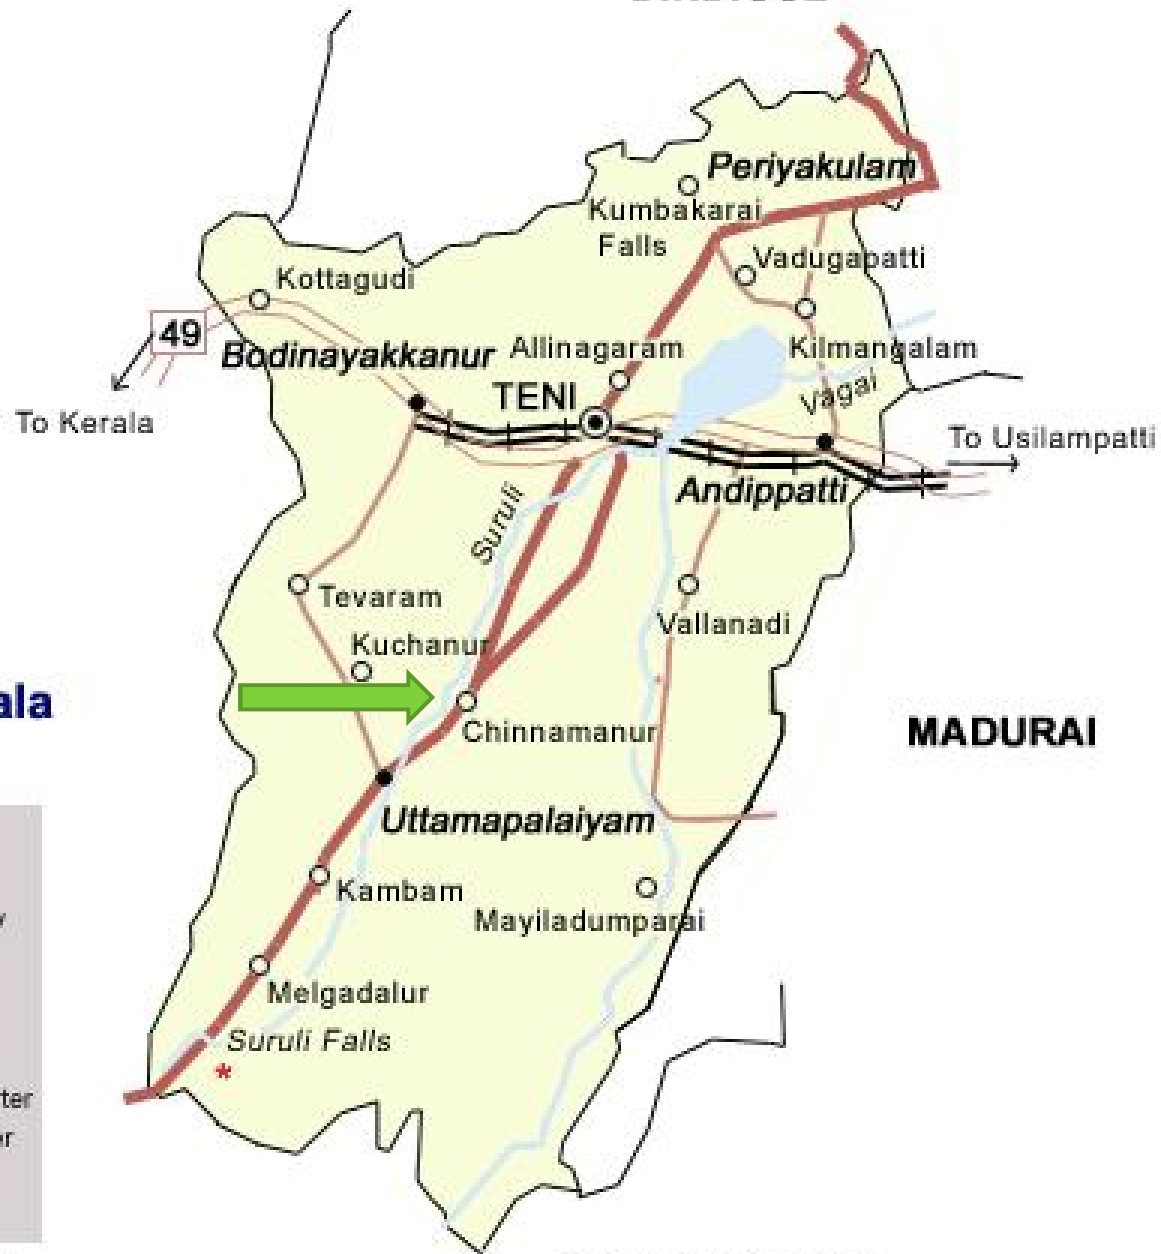 Periyakulam
Kumbakarai
Falls
Vadugapatti
Kottagudi
49
Bodinayakkanur
Allinagaram
Kilmangalam
TENI
Vagai
To Kerala
To Usilampatti
Andippatti
Suruli
Tevaram
Vallanadi
Kuchanur
ala
Chinnamanur
MADURAI
Uttamapalaiyam
Kambam
Mayiladumparai
Melgadalur
Suruli Falls
*
ter